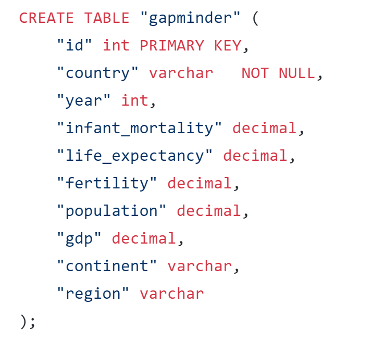 CREATE TABLE "gapminder" (
    "id" int PRIMARY KEY,
    "country" varchar   NOT NULL,
    "year" int,
    "infant_mortality" decimal,
    "life_expectancy" decimal,
    "fertility" decimal,
    "population" decimal,
    "gdp" decimal,
    "continent" varchar,
    "region" varchar
);